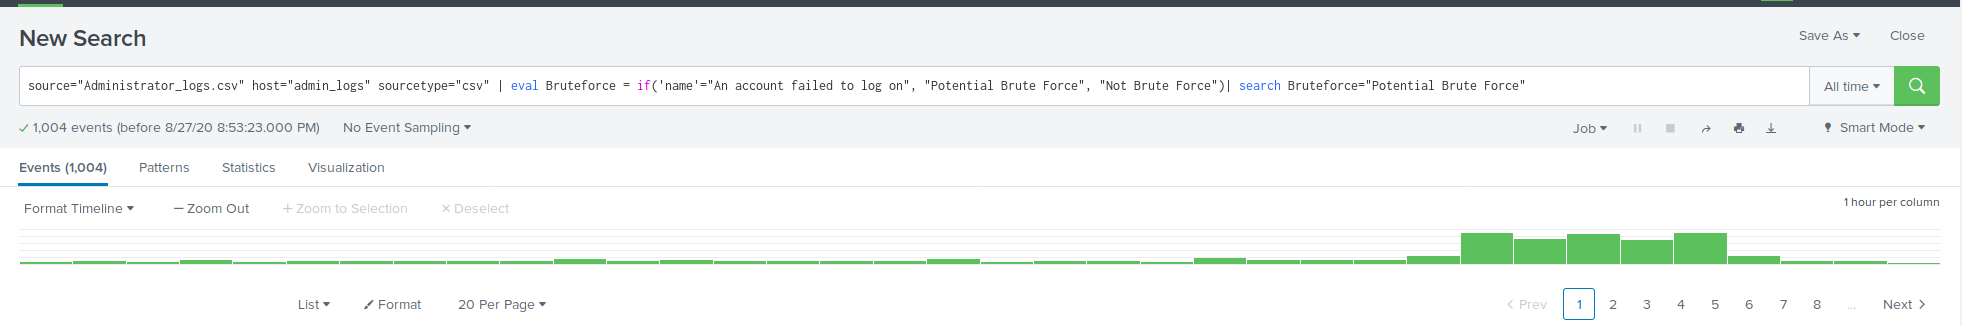 New Search
Save As
Close
source="Administrator_logs.csv" host="admin_logs" sourcetype="csv" | eval Bruteforce = if('name'="An account failed to log on", "Potential Brute Force", "Not Brute Force")| search Bruteforce="Potential Brute Force"
All time
1,004 events (before 8/27/20 8:53:23.000 PM)
No Event Sampling
Job
Smart Mode
Events (1,004)
Patterns
Statistics
Visualization
Format Timeline
— Zoom Out
+ Zoom to Selection
× Deselect
1 hour per column
List
Format
20 Per Page
< Prev
1
2
3
4
5
6
7
8
...
Next >